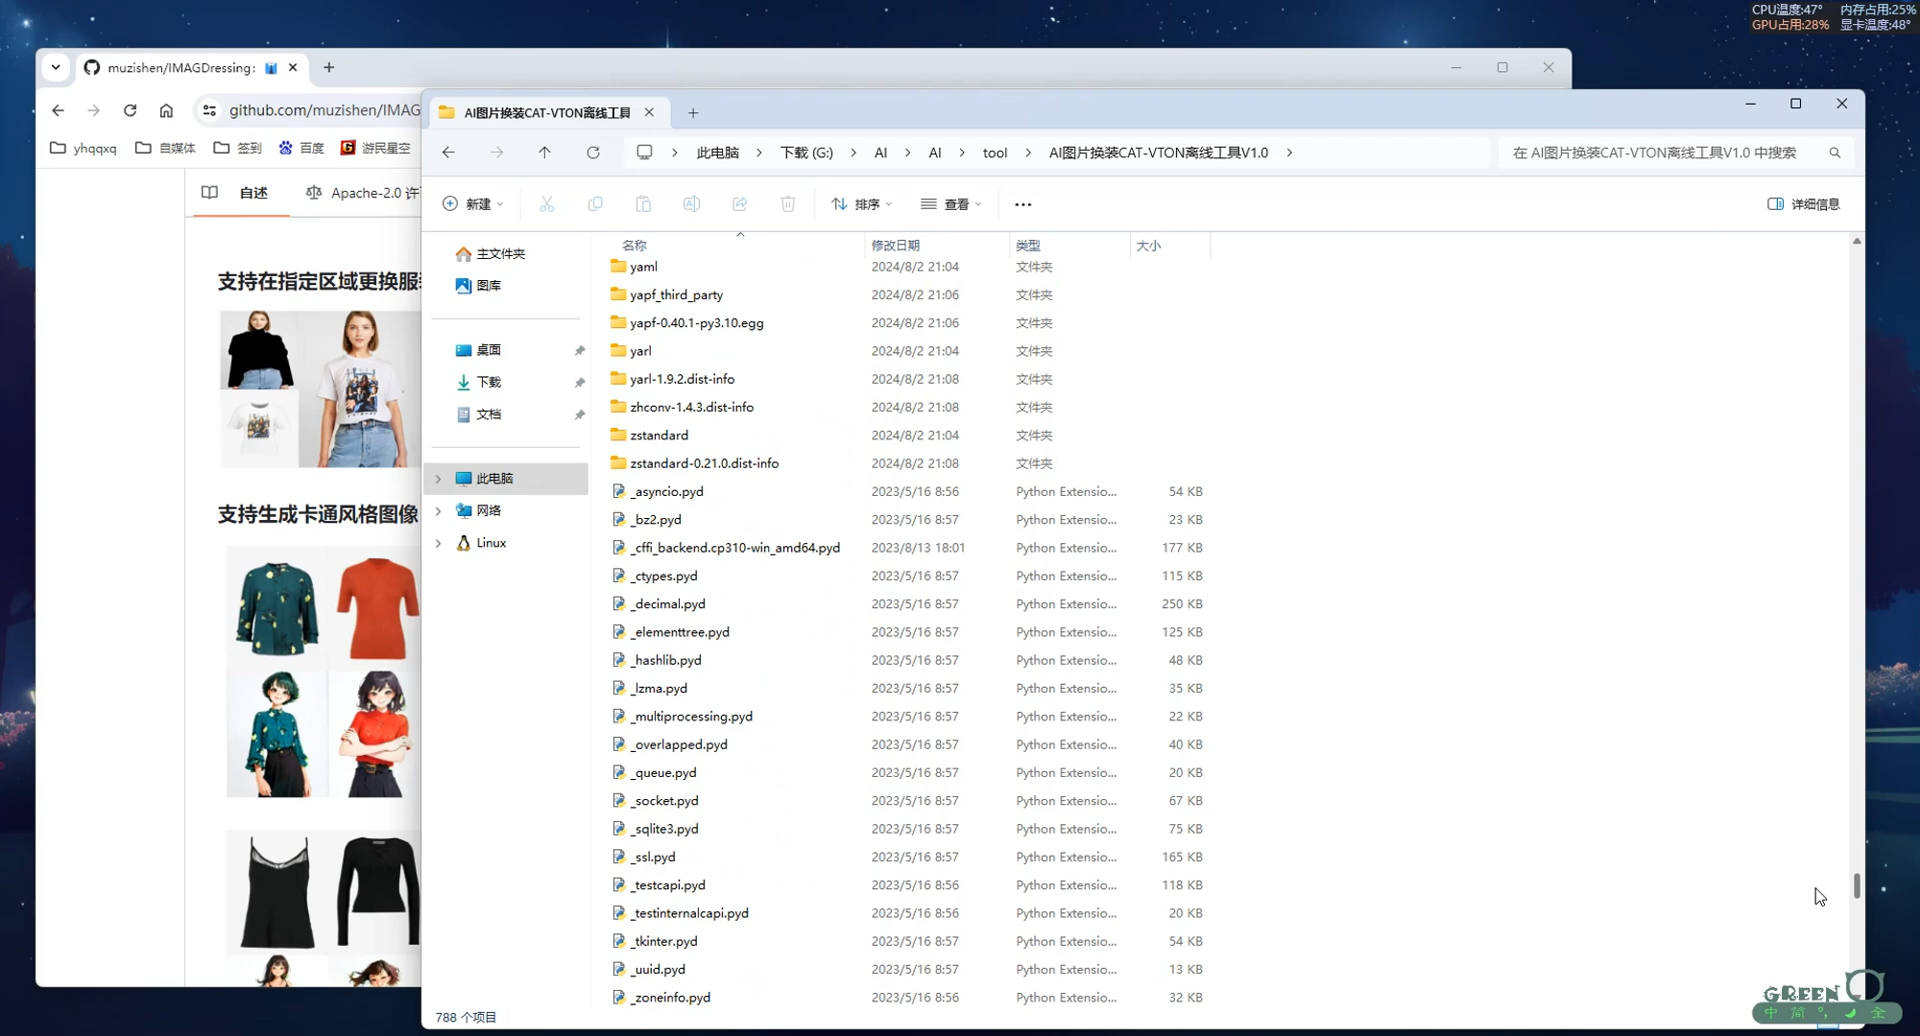 CPU温度:47° 内存占用:25%
GPU占用:28% 显卡温度:48°
muzishen/IMAGDressing:
github.com/muzishen/IMAG
yhqqxq 自媒体 签到 百度 游民星空
自述 Apache-2.0 许
支持在指定区域更换服
支持生成卡通风格图像
AI图片换装CAT-VTON离线工具
此电脑 下载 (G:) AI AI tool AI图片换装CAT-VTON离线工具V1.0
在 AI图片换装CAT-VTON离线工具V1.0 中搜索
新建 排序 查看 详细信息
主文件夹
图库
桌面
下载
文档
此电脑
网络
Linux
名称 修改日期 类型 大小
yaml 2024/8/2 21:04 文件夹
yapf_third_party 2024/8/2 21:06 文件夹
yapf-0.40.1-py3.10.egg 2024/8/2 21:06 文件夹
yarl 2024/8/2 21:04 文件夹
yarl-1.9.2.dist-info 2024/8/2 21:08 文件夹
zhconv-1.4.3.dist-info 2024/8/2 21:08 文件夹
zstandard 2024/8/2 21:04 文件夹
zstandard-0.21.0.dist-info 2024/8/2 21:08 文件夹
_asyncio.pyd 2023/5/16 8:56 Python Extensio... 54 KB
_bz2.pyd 2023/5/16 8:57 Python Extensio... 23 KB
_cffi_backend.cp310-win_amd64.pyd 2023/8/13 18:01 Python Extensio... 177 KB
_ctypes.pyd 2023/5/16 8:57 Python Extensio... 115 KB
_decimal.pyd 2023/5/16 8:57 Python Extensio... 250 KB
_elementtree.pyd 2023/5/16 8:57 Python Extensio... 125 KB
_hashlib.pyd 2023/5/16 8:57 Python Extensio... 48 KB
_lzma.pyd 2023/5/16 8:57 Python Extensio... 35 KB
_multiprocessing.pyd 2023/5/16 8:57 Python Extensio... 22 KB
_overlapped.pyd 2023/5/16 8:57 Python Extensio... 40 KB
_queue.pyd 2023/5/16 8:57 Python Extensio... 20 KB
_socket.pyd 2023/5/16 8:57 Python Extensio... 67 KB
_sqlite3.pyd 2023/5/16 8:57 Python Extensio... 75 KB
_ssl.pyd 2023/5/16 8:57 Python Extensio... 165 KB
_testcapi.pyd 2023/5/16 8:56 Python Extensio... 118 KB
_testinternalcapi.pyd 2023/5/16 8:56 Python Extensio... 20 KB
_tkinter.pyd 2023/5/16 8:57 Python Extensio... 54 KB
_uuid.pyd 2023/5/16 8:57 Python Extensio... 13 KB
_zoneinfo.pyd 2023/5/16 8:56 Python Extensio... 32 KB
788 个项目
GREEN
中 简 °, 全